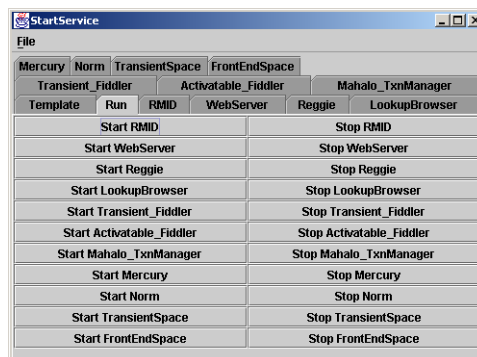 StartService
File
Mercury Norm TransientSpace FrontEndSpace
Transient_Fiddler Activatable_Fiddler Mahalo_TxnManager
Template Run RMID WebServer Reggie LookupBrowser
Start RMID Stop RMID
Start WebServer Stop WebServer
Start Reggie Stop Reggie
Start LookupBrowser Stop LookupBrowser
Start Transient_Fiddler Stop Transient_Fiddler
Start Activatable_Fiddler Stop Activatable_Fiddler
Start Mahalo_TxnManager Stop Mahalo_TxnManager
Start Mercury Stop Mercury
Start Norm Stop Norm
Start TransientSpace Stop TransientSpace
Start FrontEndSpace Stop FrontEndSpace